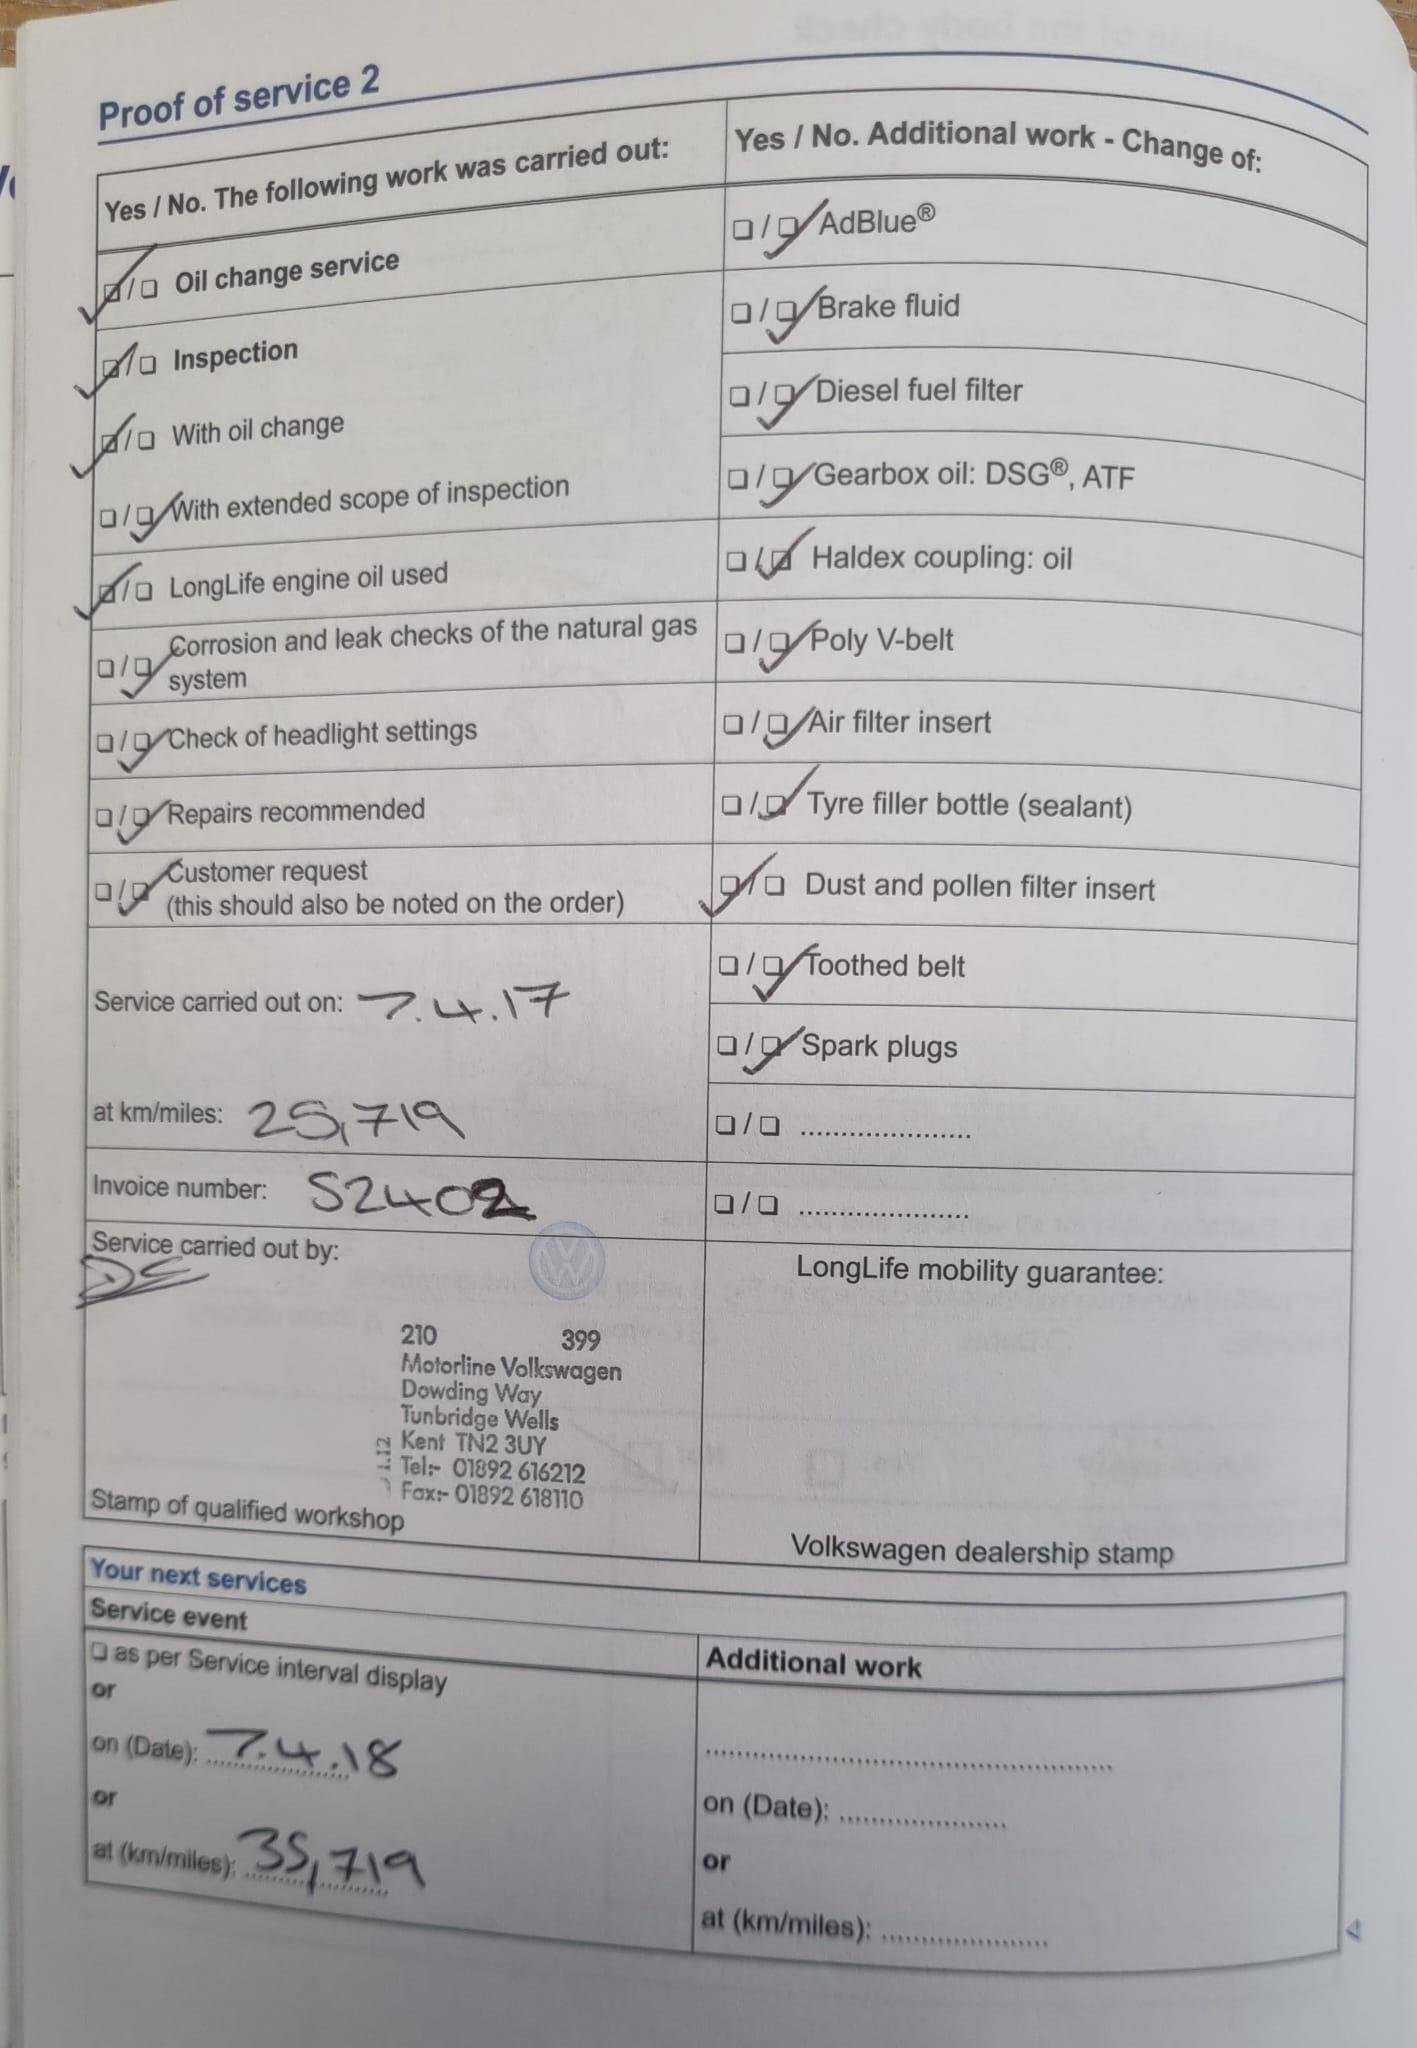 Proof of service 2
Yes / No. The following work was carried out:
Oil change service
Inspection
With oil change
With extended scope of inspection
LongLife engine oil used
Corrosion and leak checks of the natural gas
system
Check of headlight settings
Repairs recommended
Customer request
(this should also be noted on the order)
Service carried out on: 7.4.17
at km/miles: 25,719
Invoice number: S2402
Service carried out by:
VW
210 399
Motorline Volkswagen
Dowding Way
Tunbridge Wells
Kent TN2 3UY
Tel:- 01892 616212
Fax:- 01892 618110
Stamp of qualified workshop
Yes / No. Additional work - Change of:
AdBlue®
Brake fluid
Diesel fuel filter
Gearbox oil: DSG®, ATF
Haldex coupling: oil
Poly V-belt
Air filter insert
Tyre filler bottle (sealant)
Dust and pollen filter insert
Toothed belt
Spark plugs
LongLife mobility guarantee:
Volkswagen dealership stamp
Your next services
Service event
as per Service interval display
or
on (Date): 7.4.18
or
at (km/miles): 35,719
Additional work
on (Date):
or
at (km/miles):